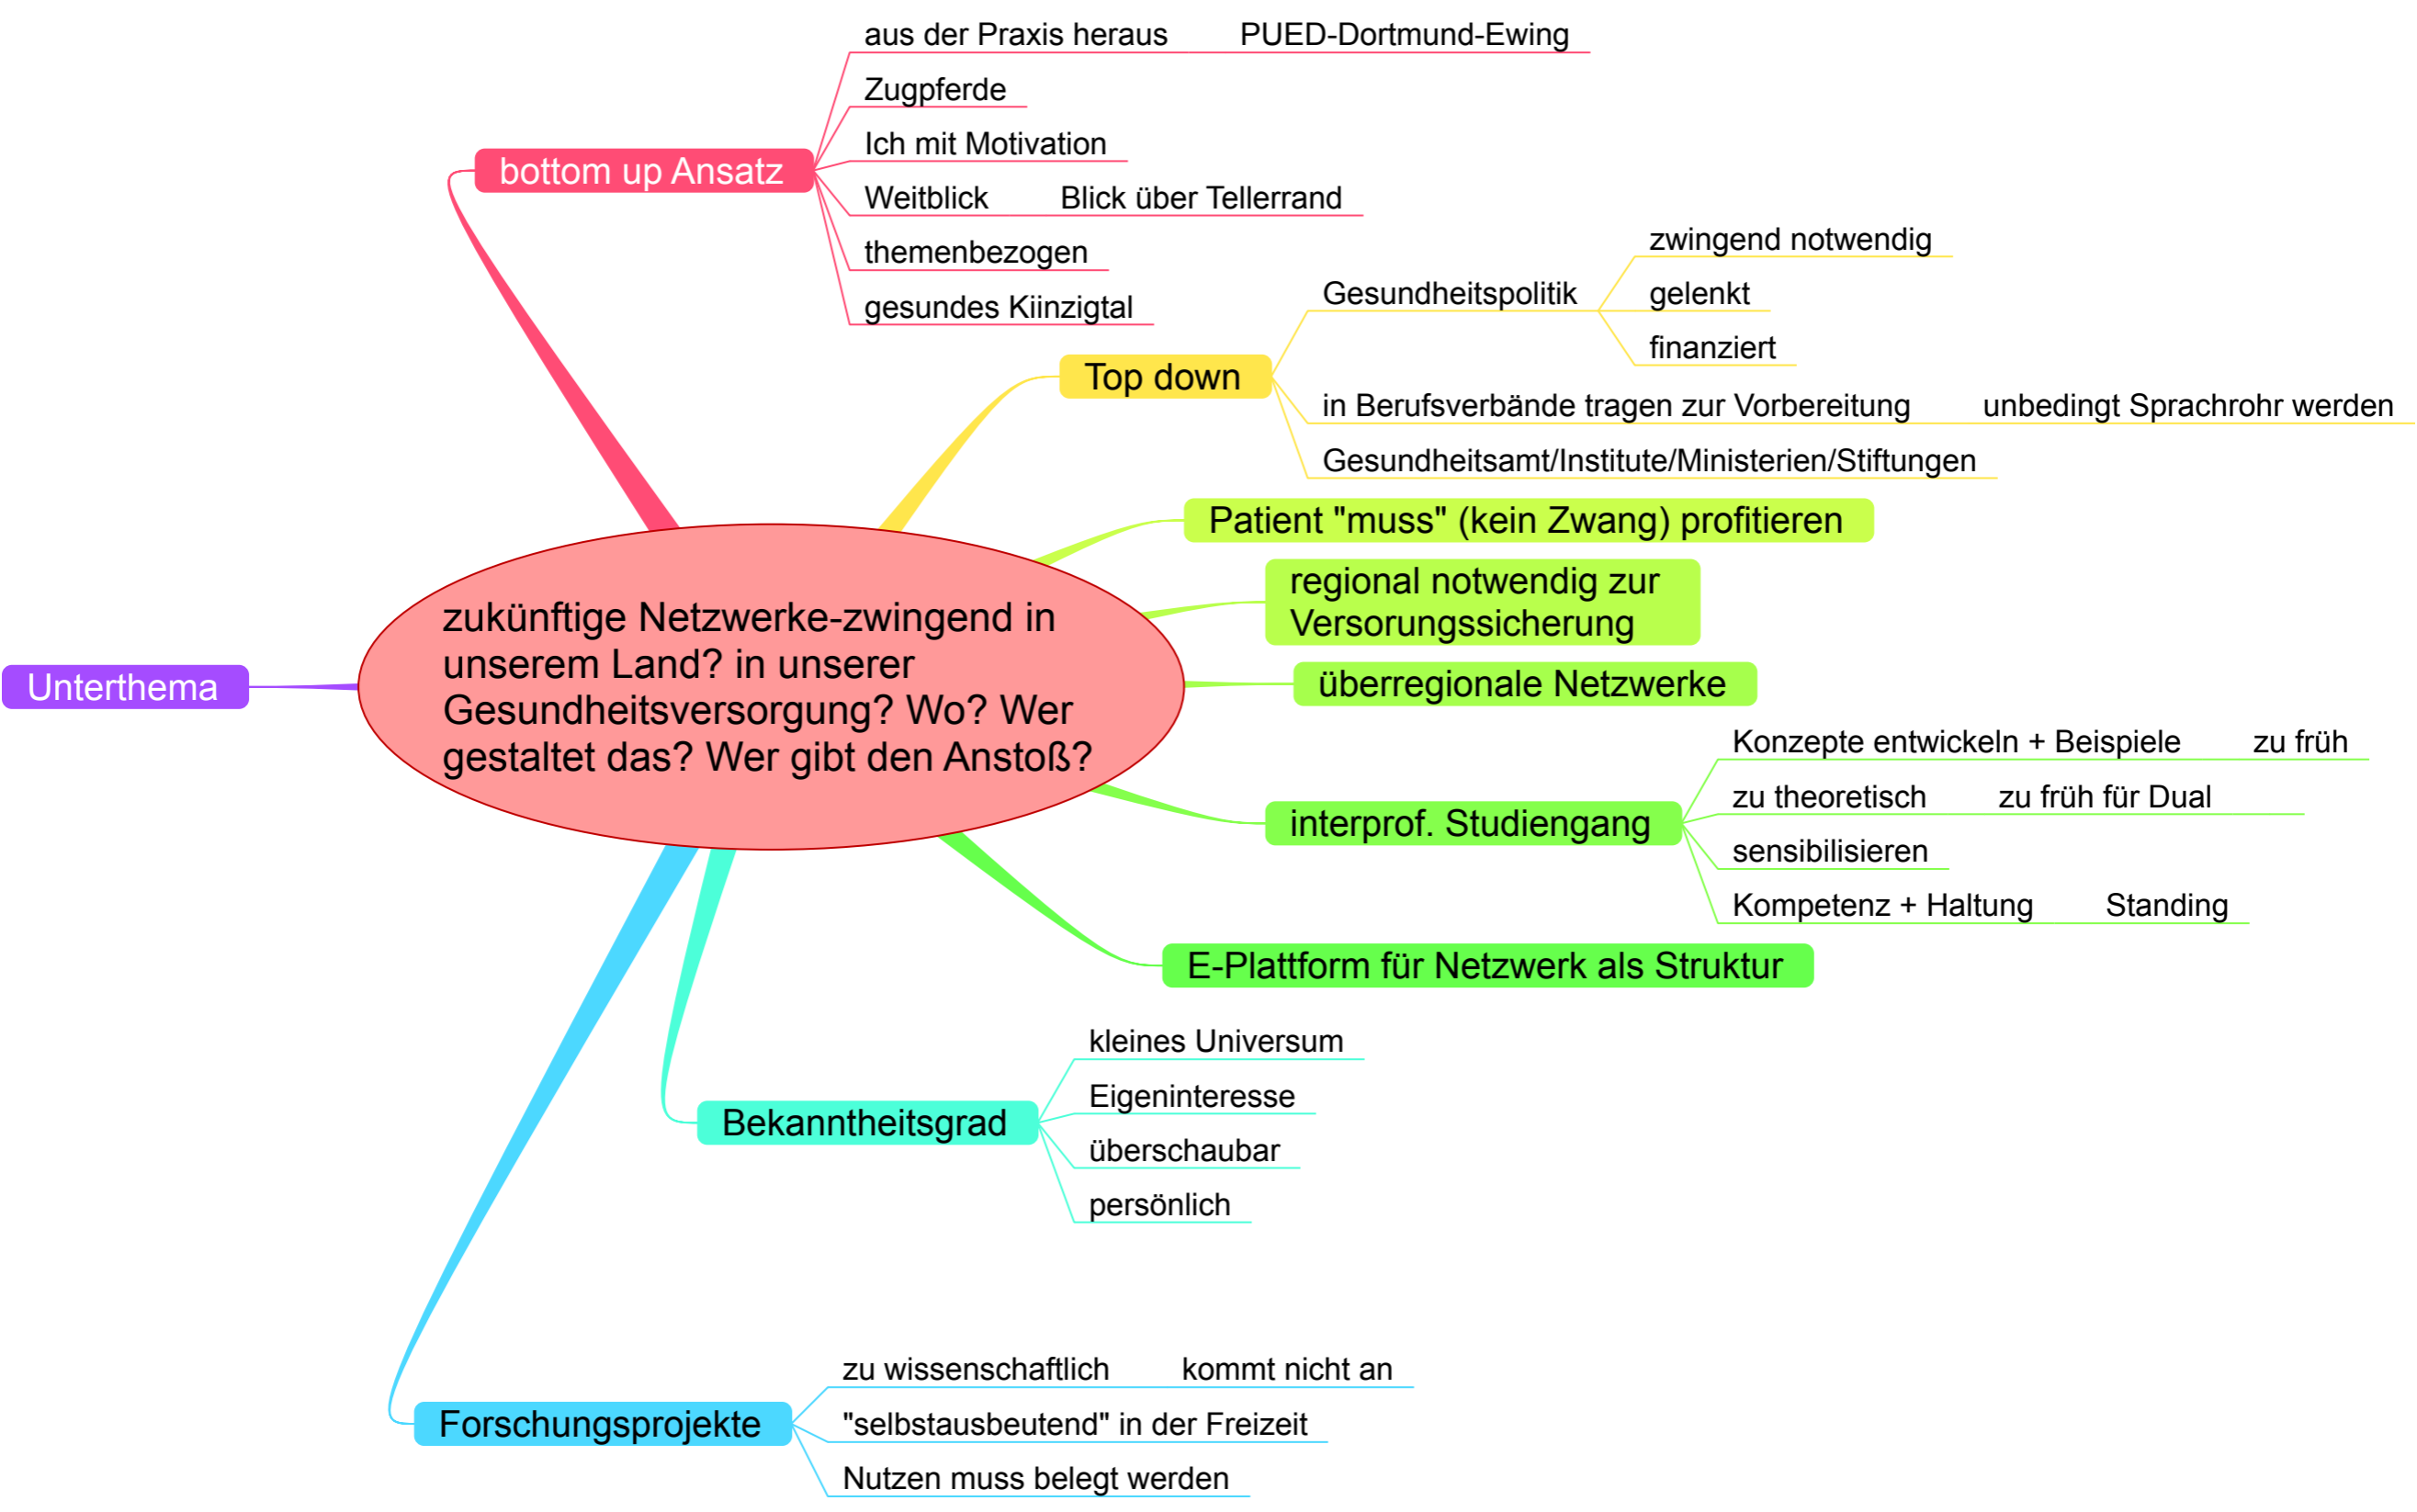 aus der Praxis heraus PUED-Dortmund-Ewing
Zugpferde
Ich mit Motivation
bottom up Ansatz
Weitblick Blick über Tellerrand
themenbezogen
gesundes Kiinzigtal
Top down
Gesundheitspolitik
zwingend notwendig
gelenkt
finanziert
in Berufsverbände tragen zur Vorbereitung unbedingt Sprachrohr werden
Gesundheitsamt/Institute/Ministerien/Stiftungen
Patient "muss" (kein Zwang) profitieren
regional notwendig zur
Versorungssicherung
überregionale Netzwerke
zukünftige Netzwerke-zwingend in
unserem Land? in unserer
Gesundheitsversorgung? Wo? Wer
gestaltet das? Wer gibt den Anstoß?
Unterthema
interprof. Studiengang
Konzepte entwickeln + Beispiele zu früh
zu theoretisch zu früh für Dual
sensibilisieren
Kompetenz + Haltung Standing
E-Plattform für Netzwerk als Struktur
Bekanntheitsgrad
kleines Universum
Eigeninteresse
überschaubar
persönlich
Forschungsprojekte
zu wissenschaftlich kommt nicht an
"selbstausbeutend" in der Freizeit
Nutzen muss belegt werden